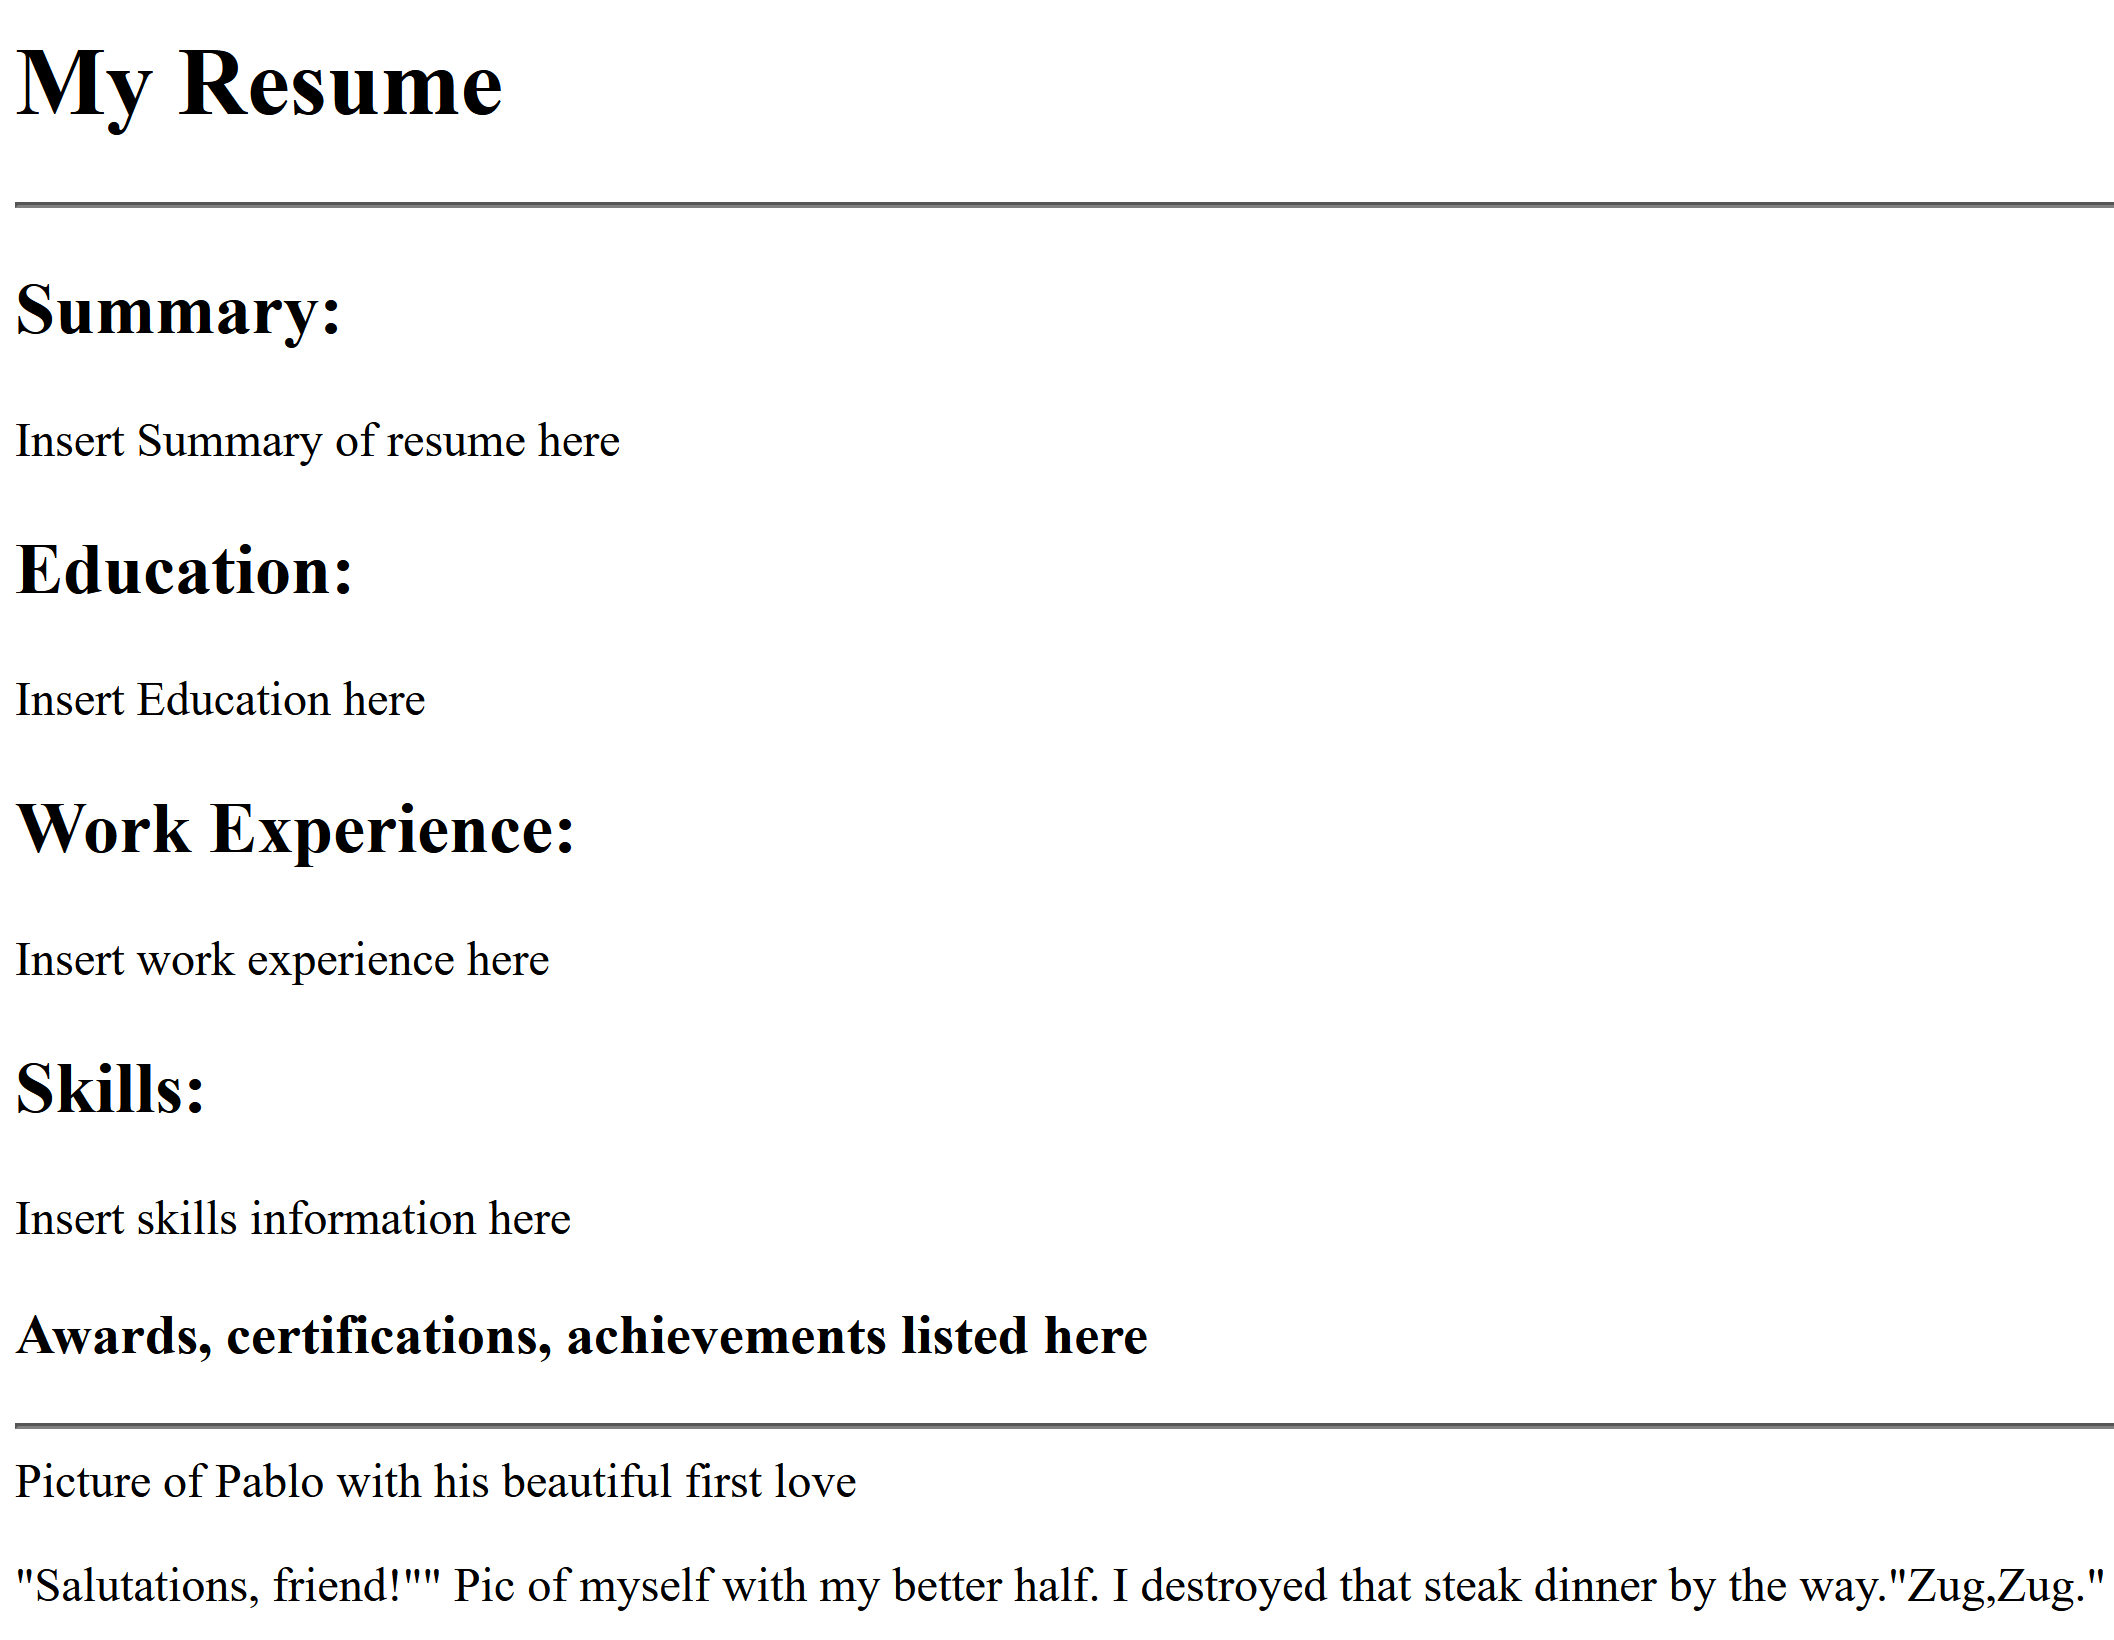 My Resume
Summary:
Insert Summary of resume here
Education:
Insert Education here
Work Experience:
Insert work experience here
Skills:
Insert skills information here
Awards, certifications, achievements listed here
Picture of Pablo with his beautiful first love
"Salutations, friend!"" Pic of myself with my better half. I destroyed that steak dinner by the way."Zug,Zug."